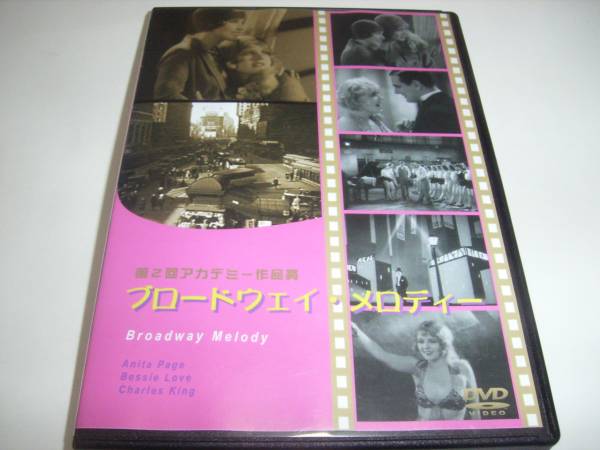 第2回アカデミー作品賞
ブロードウェイ・メロディー
Broadway Melody
Anita Page
Bessie Love
Charles King
DVD
VIDEO